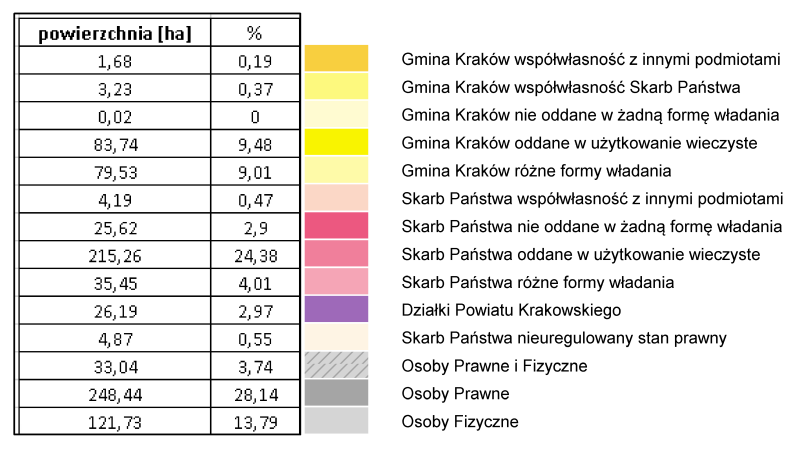 powierzchnia [ha] %
1,68 0,19 Gmina Kraków współwłasność z innymi podmiotami
3,23 0,37 Gmina Kraków współwłasność Skarb Państwa
0,02 0 Gmina Kraków nie oddane w żadną formę władania
83,74 9,48 Gmina Kraków oddane w użytkowanie wieczyste
79,53 9,01 Gmina Kraków różne formy władania
4,19 0,47 Skarb Państwa współwłasność z innymi podmiotami
25,62 2,9 Skarb Państwa nie oddane w żadną formę władania
215,26 24,38 Skarb Państwa oddane w użytkowanie wieczyste
35,45 4,01 Skarb Państwa różne formy władania
26,19 2,97 Działki Powiatu Krakowskiego
4,87 0,55 Skarb Państwa nieuregulowany stan prawny
33,04 3,74 Osoby Prawne i Fizyczne
248,44 28,14 Osoby Prawne
121,73 13,79 Osoby Fizyczne